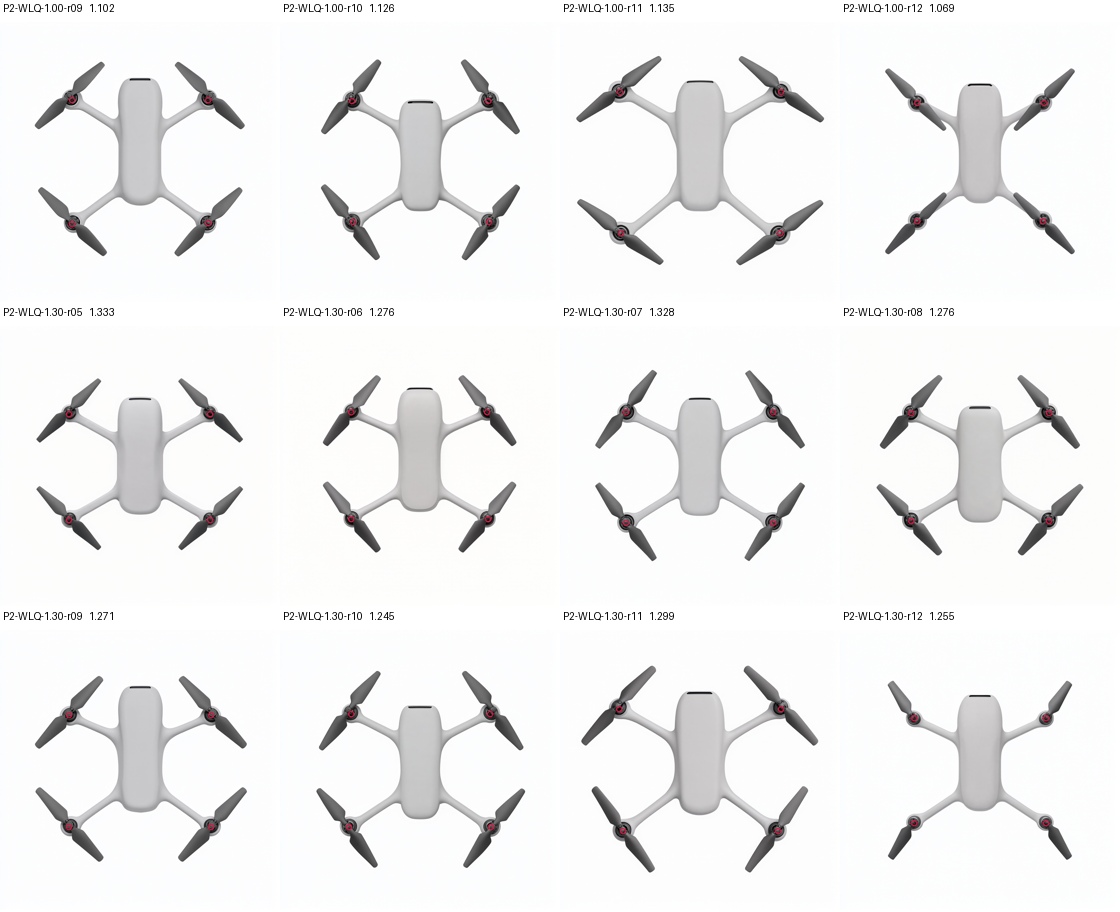 P2-WLQ-1.00-r09 1.102
P2-WLQ-1.00-r10 1.126
P2-WLQ-1.00-r11 1.135
P2-WLQ-1.00-r12 1.069
P2-WLQ-1.30-r05 1.333
P2-WLQ-1.30-r06 1.276
P2-WLQ-1.30-r07 1.328
P2-WLQ-1.30-r08 1.276
P2-WLQ-1.30-r09 1.271
P2-WLQ-1.30-r10 1.245
P2-WLQ-1.30-r11 1.299
P2-WLQ-1.30-r12 1.255